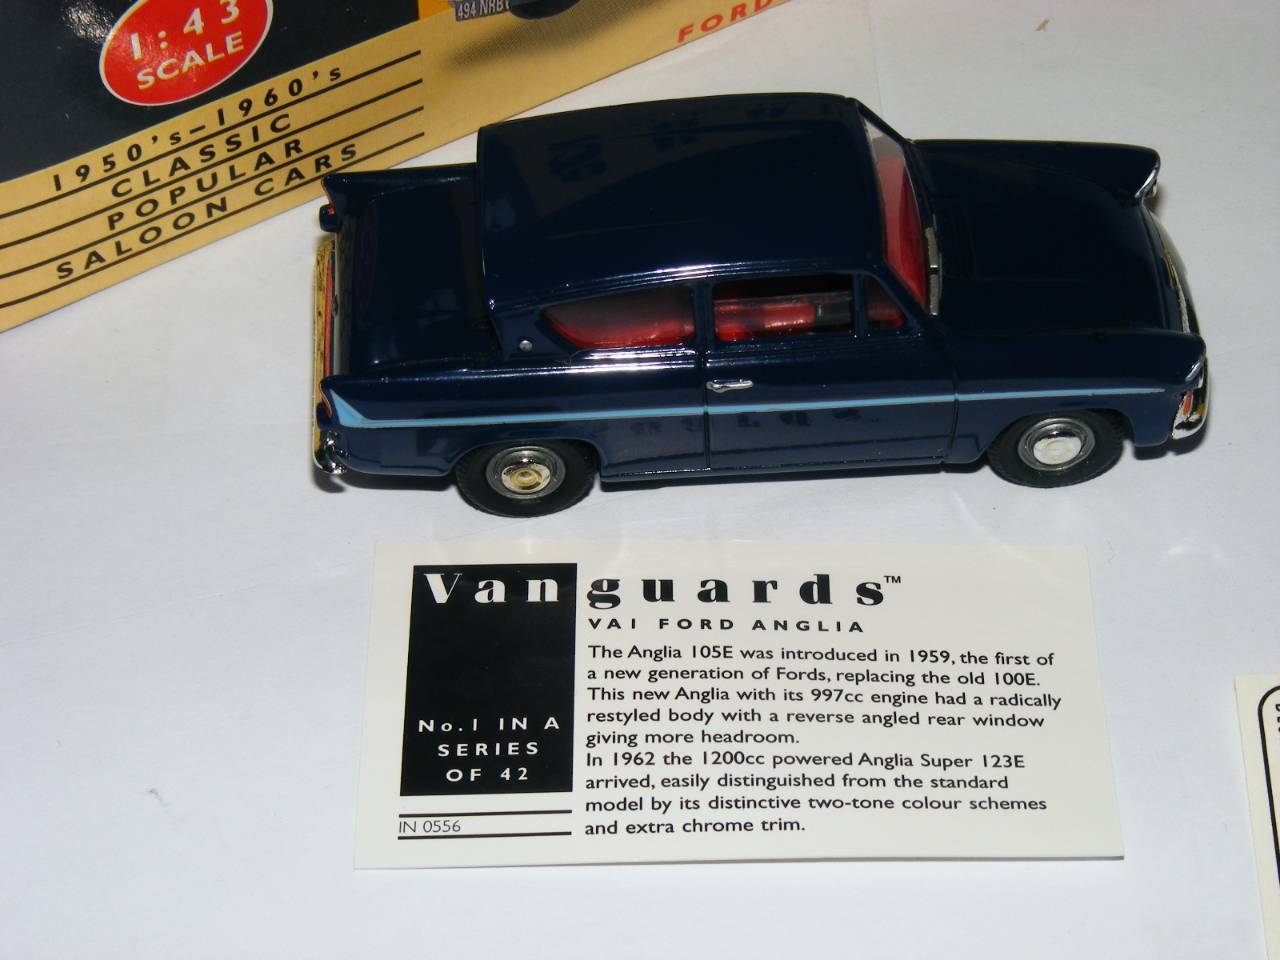 494 NRB
FORD
1:43
SCALE
1950's–1960's
CLASSIC
POPULAR
SALOON CARS
Vanguards™
VA1 FORD ANGLIA
The Anglia 105E was introduced in 1959, the first of
a new generation of Fords, replacing the old 100E.
This new Anglia with its 997cc engine had a radically
restyled body with a reverse angled rear window
giving more headroom.
In 1962 the 1200cc powered Anglia Super 123E
arrived, easily distinguished from the standard
model by its distinctive two-tone colour schemes
and extra chrome trim.
No.1 IN A
SERIES
OF 42
IN 0556